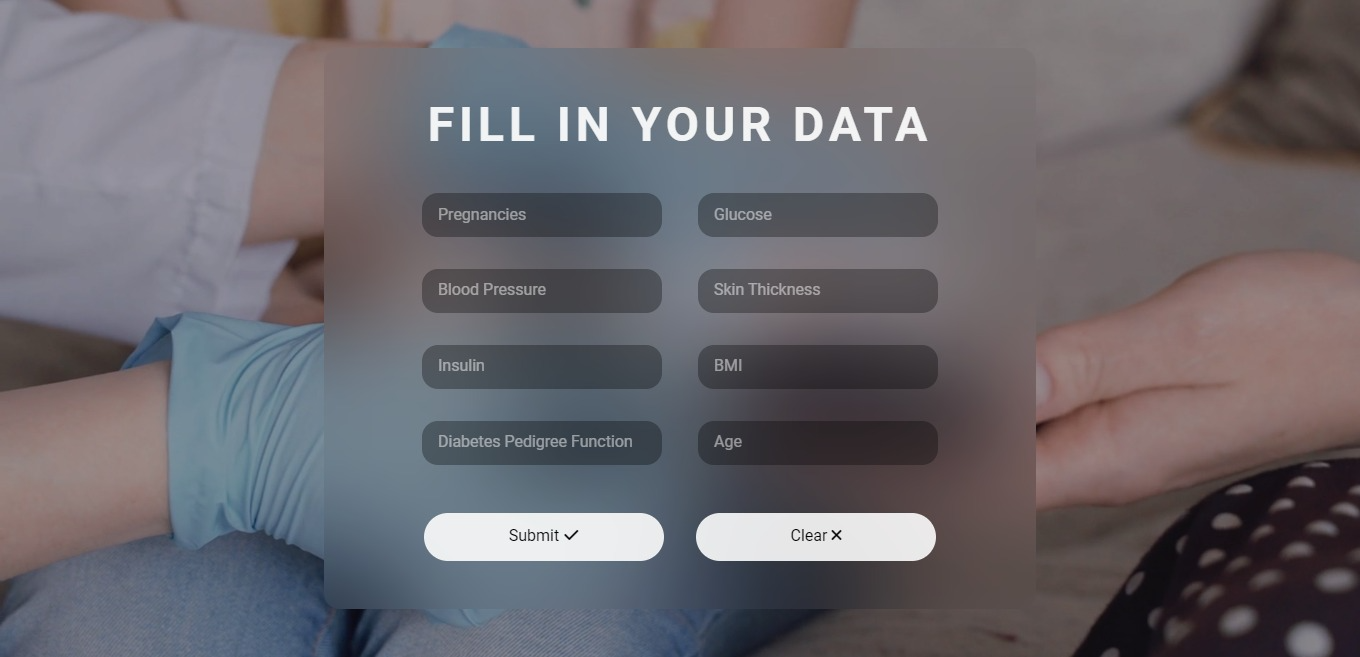 FILL IN YOUR DATA
Pregnancies
Glucose
Blood Pressure
Skin Thickness
Insulin
BMI
Diabetes Pedigree Function
Age
Submit
Clear